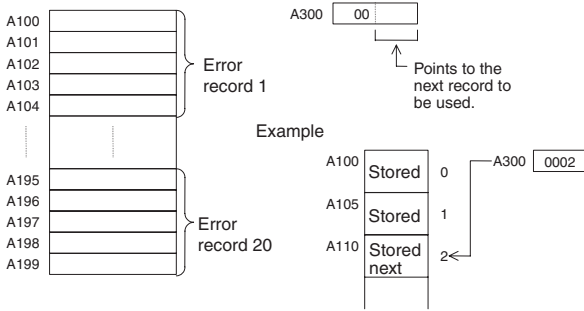 A100
A101
A102
A103
A104
Error
record 1
A195
A196
A197
A198
A199
Error
record 20
A300 00
Points to the
next record to
be used.
Example
A100 Stored 0
A300 0002
A105 Stored 1
A110 Stored
next 2